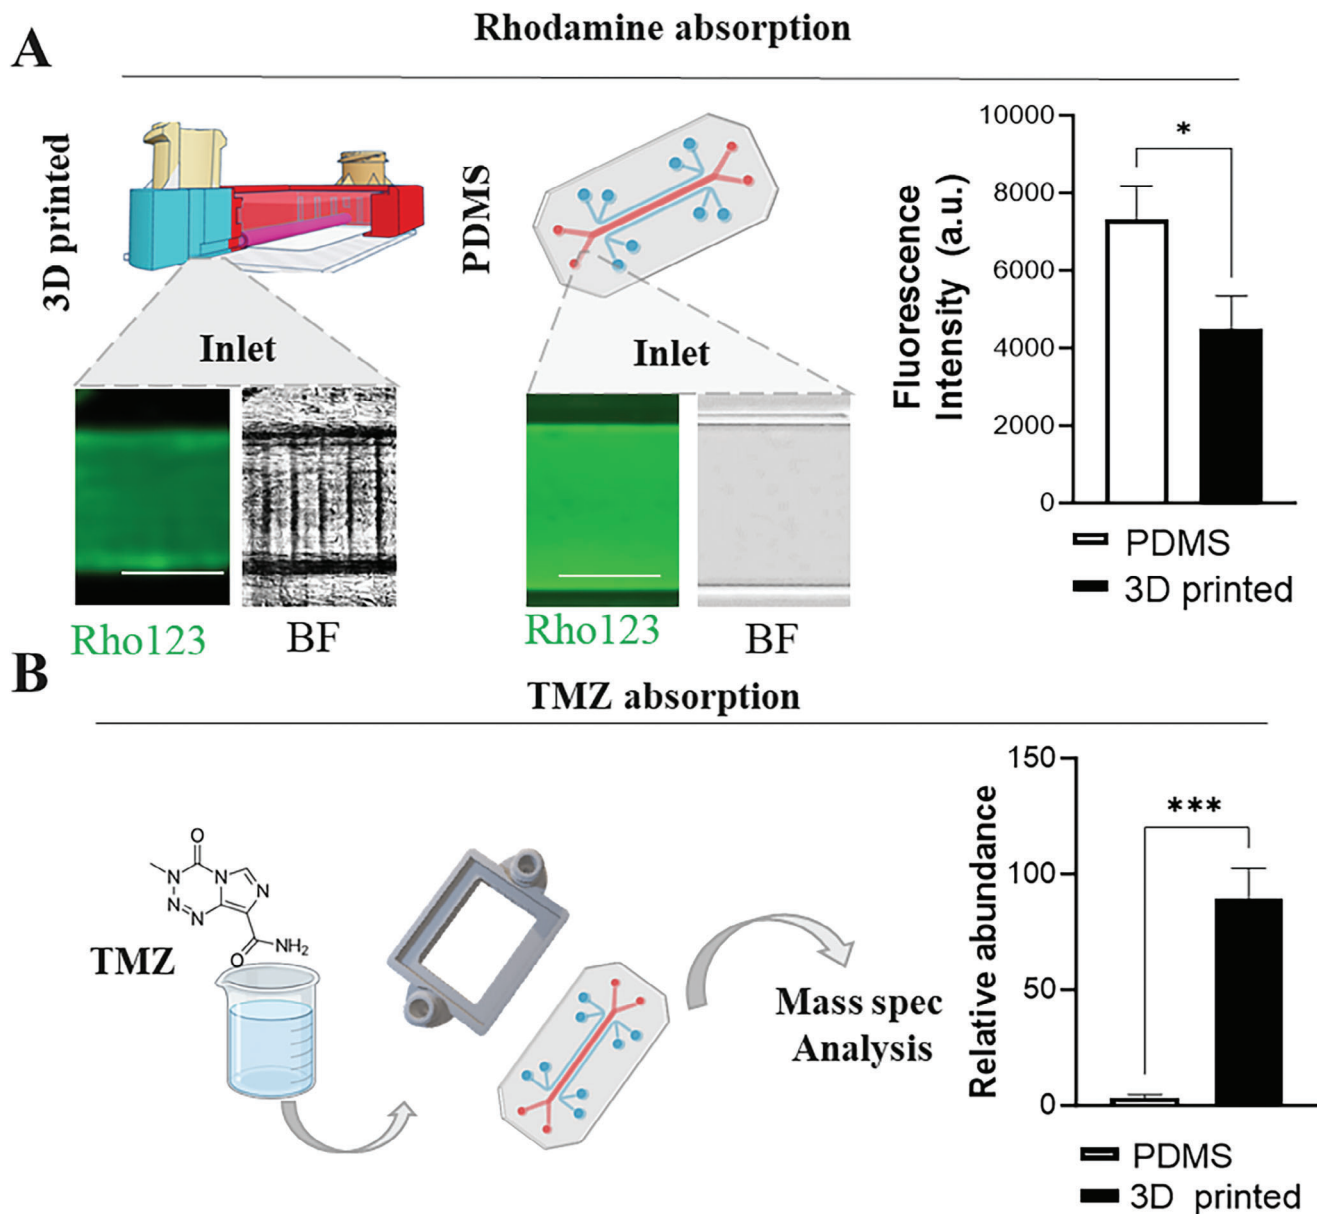 A
Rhodamine absorption
3D printed
PDMS
Inlet
Inlet
Rho123
BF
Rho123
BF
Fluorescence
Intensity (a.u.)
10000
8000
6000
4000
2000
0
*
PDMS
3D printed
B
TMZ absorption
O
N
N
N
N
N
O
NH2
TMZ
Mass spec
Analysis
Relative abundance
150
100
50
0
***
PDMS
3D printed